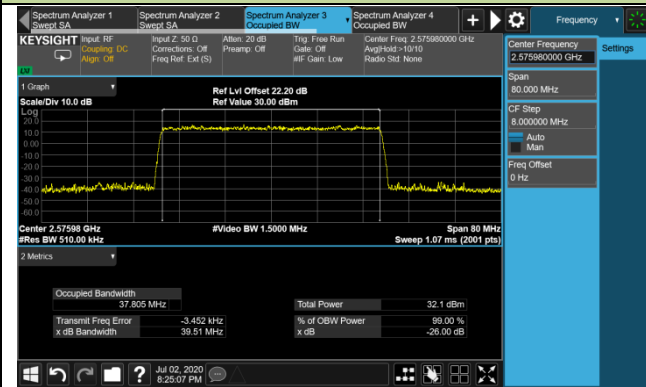 Spectrum Analyzer 1
Swept SA
Spectrum Analyzer 2
Swept SA
Spectrum Analyzer 3
Occupied BW
Spectrum Analyzer 4
Occupied BW
Frequency
KEYSIGHT
Input: RF
Coupling: DC
Align: Off
Input Z: 50 Ω
Corrections: Off
Freq Ref: Ext (S)
Atten: 20 dB
Preamp: Off
Trig: Free Run
Gate: Off
#IF Gain: Low
Center Freq: 2.575980000 GHz
Avg|Hold:>10/10
Radio Std: None
LV
Center Frequency
2.575980000 GHz
Settings
Span
80.000 MHz
CF Step
8.000000 MHz
Auto
Man
Freq Offset
0 Hz
1 Graph
Scale/Div 10.0 dB
Ref Lvl Offset 22.20 dB
Ref Value 30.00 dBm
Log
20.0
10.0
0.00
-10.0
-20.0
-30.0
-40.0
-50.0
-60.0
Center 2.57598 GHz
#Res BW 510.00 kHz
#Video BW 1.5000 MHz
Span 80 MHz
Sweep 1.07 ms (2001 pts)
2 Metrics
Occupied Bandwidth
37.805 MHz
Total Power 32.1 dBm
Transmit Freq Error -3.452 kHz
% of OBW Power 99.00 %
x dB Bandwidth 39.51 MHz
x dB -26.00 dB
?
Jul 02, 2020
8:25:07 PM